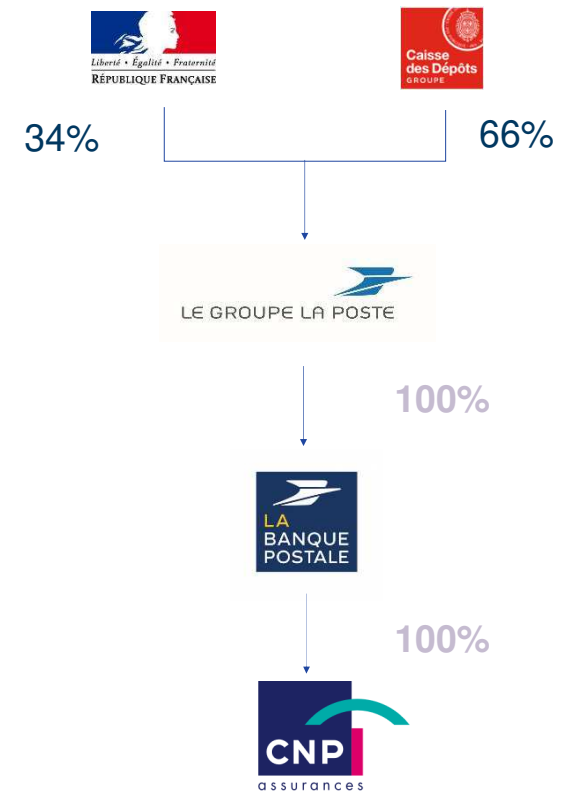 Liberté • Égalité • Fraternité
RÉPUBLIQUE FRANÇAISE
Caisse
des Dépôts
GROUPE
34%
66%
LE GROUPE LA POSTE
100%
LA
BANQUE
POSTALE
100%
CNP
assurances